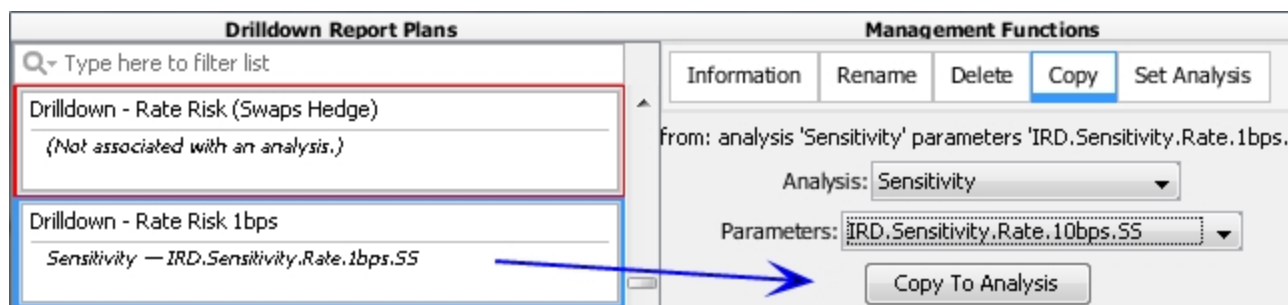 Drilldown Report Plans
Type here to filter list
Drilldown - Rate Risk (Swaps Hedge)
(Not associated with an analysis.)
Drilldown - Rate Risk 1bps
Sensitivity — IRD.Sensitivity.Rate.1bps.SS
Management Functions
Information Rename Delete Copy Set Analysis
from: analysis 'Sensitivity' parameters 'IRD.Sensitivity.Rate.1bps.
Analysis: Sensitivity
Parameters: IRD.Sensitivity.Rate.10bps.SS
Copy To Analysis